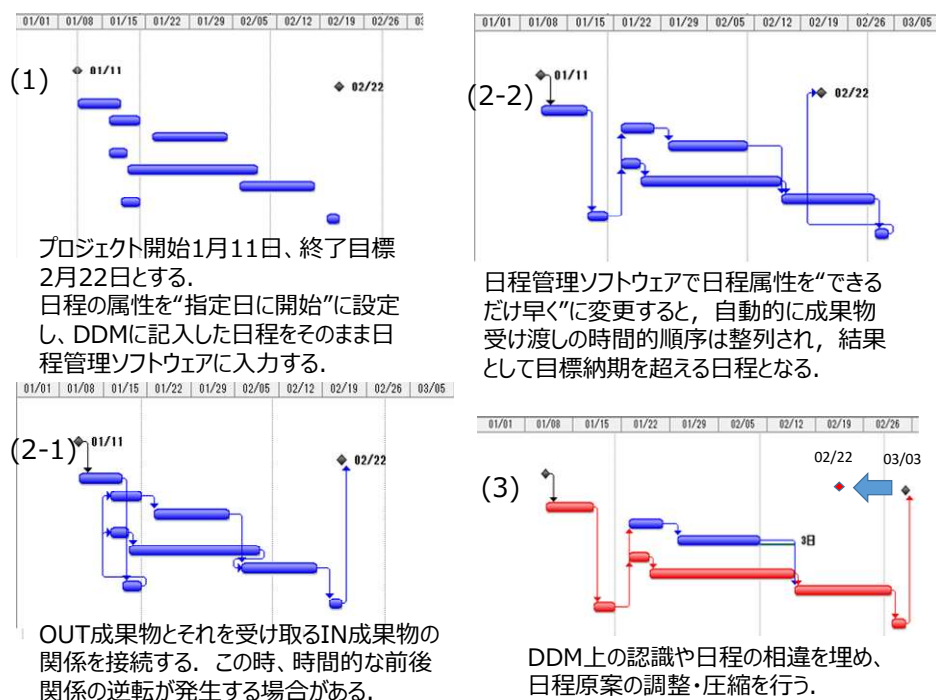 01/01 01/08 01/15 01/22 01/29 02/05 02/12 02/19 02/26
(1)
01/11
02/22
プロジェクト開始1月11日、終了目標
2月22日とする.
日程の属性を“指定日に開始”に設定
し、DDMに記入した日程をそのまま日
程管理ソフトウェアに入力する.
01/01 01/08 01/15 01/22 01/29 02/05 02/12 02/19 02/26 03/05
(2-1)
01/11
02/22
OUT成果物とそれを受け取るIN成果物の
関係を接続する. この時、時間的な前後
関係の逆転が発生する場合がある.
01/01 01/08 01/15 01/22 01/29 02/05 02/12 02/19 02/26 03/05
(2-2)
01/11
02/22
日程管理ソフトウェアで日程属性を“できる
だけ早く”に変更すると, 自動的に成果物
受け渡しの時間的順序は整列され, 結果
として目標納期を超える日程となる.
01/01 01/08 01/15 01/22 01/29 02/05 02/12 02/19 02/26
(3)
02/22 03/03
3日
DDM上の認識や日程の相違を埋め、
日程原案の調整・圧縮を行う.